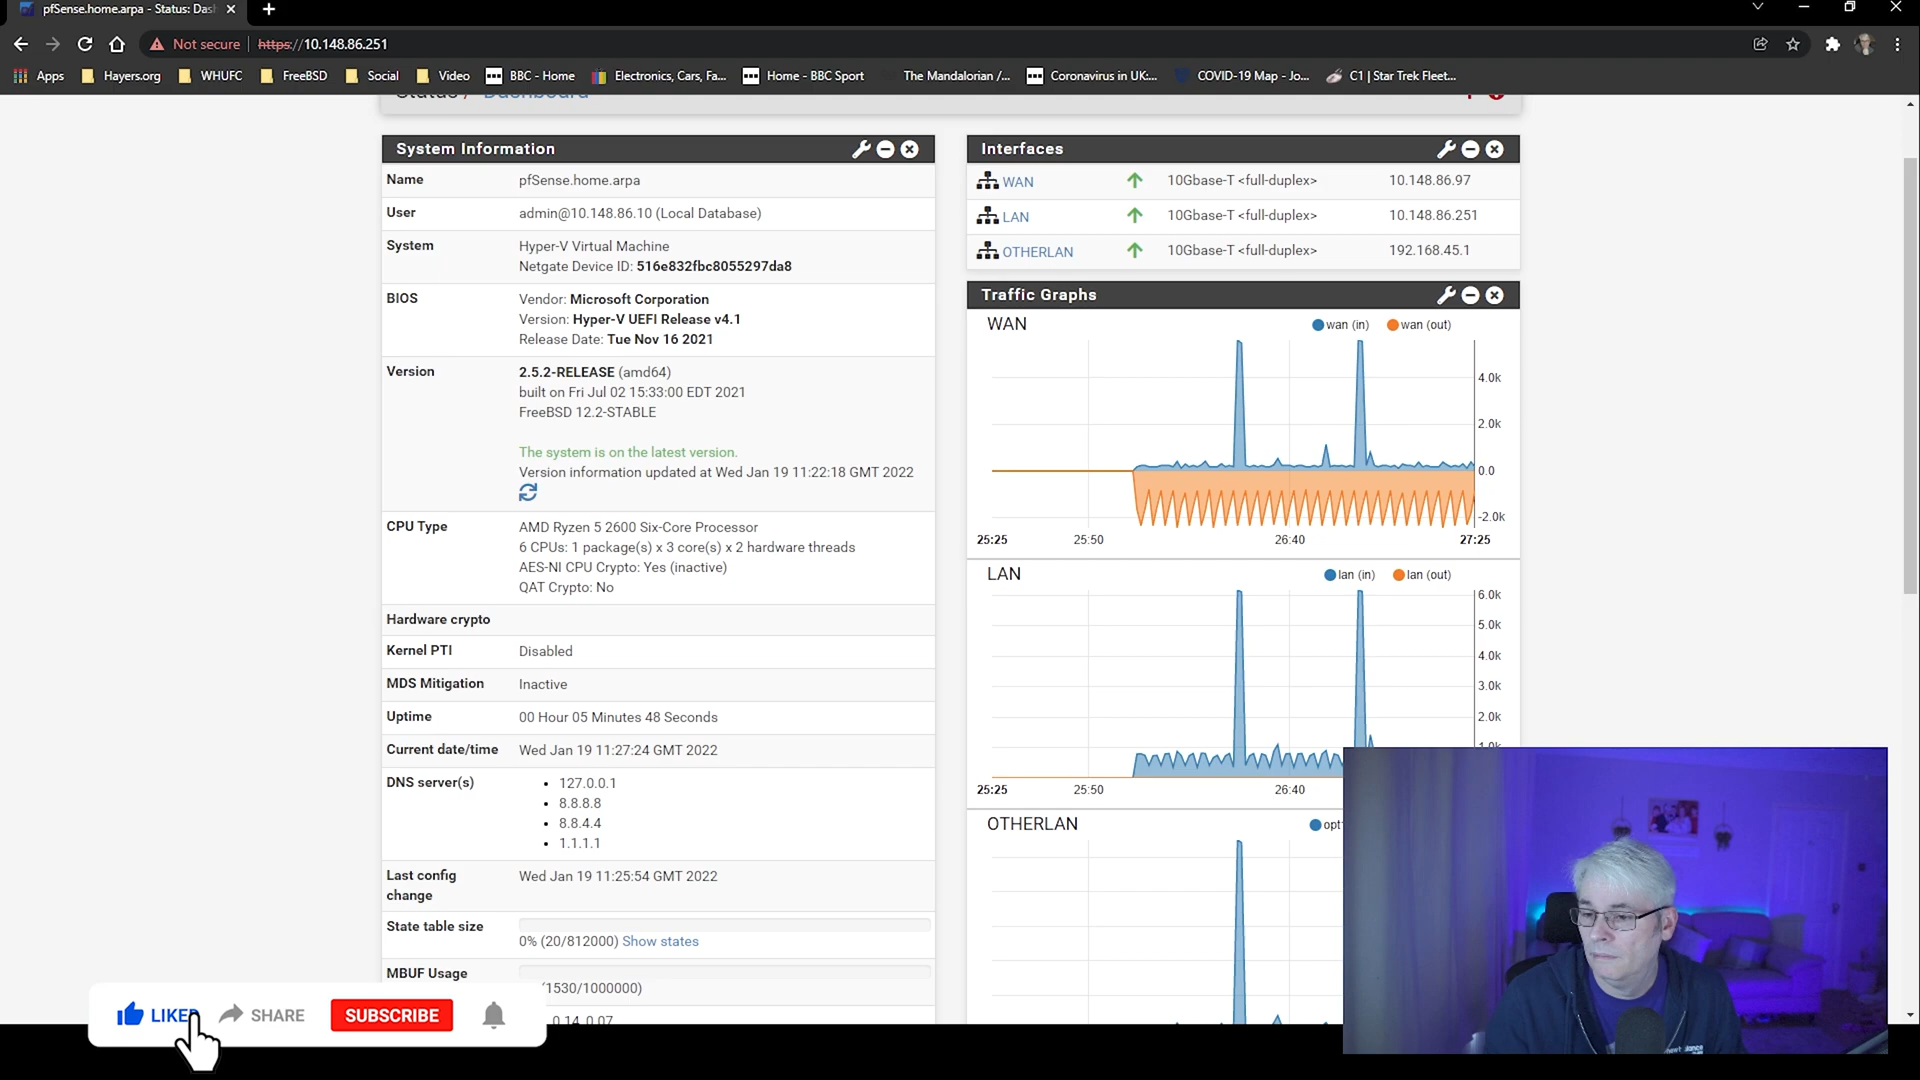 pfSense.home.arpa - Status: Das
Not secure
https://10.148.86.251
Apps
Hayers.org
WHUFC
FreeBSD
Social
Video
BBC - Home
Electronics, Cars, Fa...
Home - BBC Sport
The Mandalorian /...
Coronavirus in UK:...
COVID-19 Map - Jo...
C1 | Star Trek Fleet...
Status / Dashboard
System Information
Name pfSense.home.arpa
User admin@10.148.86.10 (Local Database)
System Hyper-V Virtual Machine
Netgate Device ID: 516e832fbc8055297da8
BIOS Vendor: Microsoft Corporation
Version: Hyper-V UEFI Release v4.1
Release Date: Tue Nov 16 2021
Version 2.5.2-RELEASE (amd64)
built on Fri Jul 02 15:33:00 EDT 2021
FreeBSD 12.2-STABLE
The system is on the latest version.
Version information updated at Wed Jan 19 11:22:18 GMT 2022
CPU Type AMD Ryzen 5 2600 Six-Core Processor
6 CPUs: 1 package(s) x 3 core(s) x 2 hardware threads
AES-NI CPU Crypto: Yes (inactive)
QAT Crypto: No
Hardware crypto
Kernel PTI Disabled
MDS Mitigation Inactive
Uptime 00 Hour 05 Minutes 48 Seconds
Current date/time Wed Jan 19 11:27:24 GMT 2022
DNS server(s)
127.0.0.1
8.8.8.8
8.8.4.4
1.1.1.1
Last config change Wed Jan 19 11:25:54 GMT 2022
State table size
0% (20/812000) Show states
MBUF Usage
(1530/1000000)
0.14, 0.07
Interfaces
WAN 10Gbase-T <full-duplex> 10.148.86.97
LAN 10Gbase-T <full-duplex> 10.148.86.251
OTHERLAN 10Gbase-T <full-duplex> 192.168.45.1
Traffic Graphs
WAN
wan (in) wan (out)
4.0k
2.0k
0.0
-2.0k
25:25 25:50 26:40 27:25
LAN
lan (in) lan (out)
6.0k
5.0k
4.0k
3.0k
2.0k
1.0k
25:25 25:50 26:40
OTHERLAN
opt
LIKED
SHARE
SUBSCRIBE